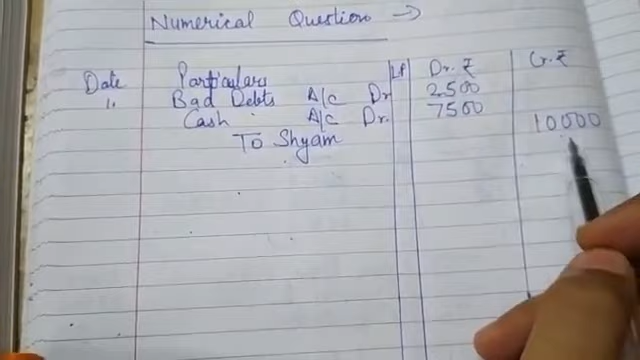 Numerical Question →
Date Particulars LF Dr. ₹ Cr. ₹
1. Bad Debts A/c Dr 2500
Cash A/c Dr. 7500
To Shyam 10000